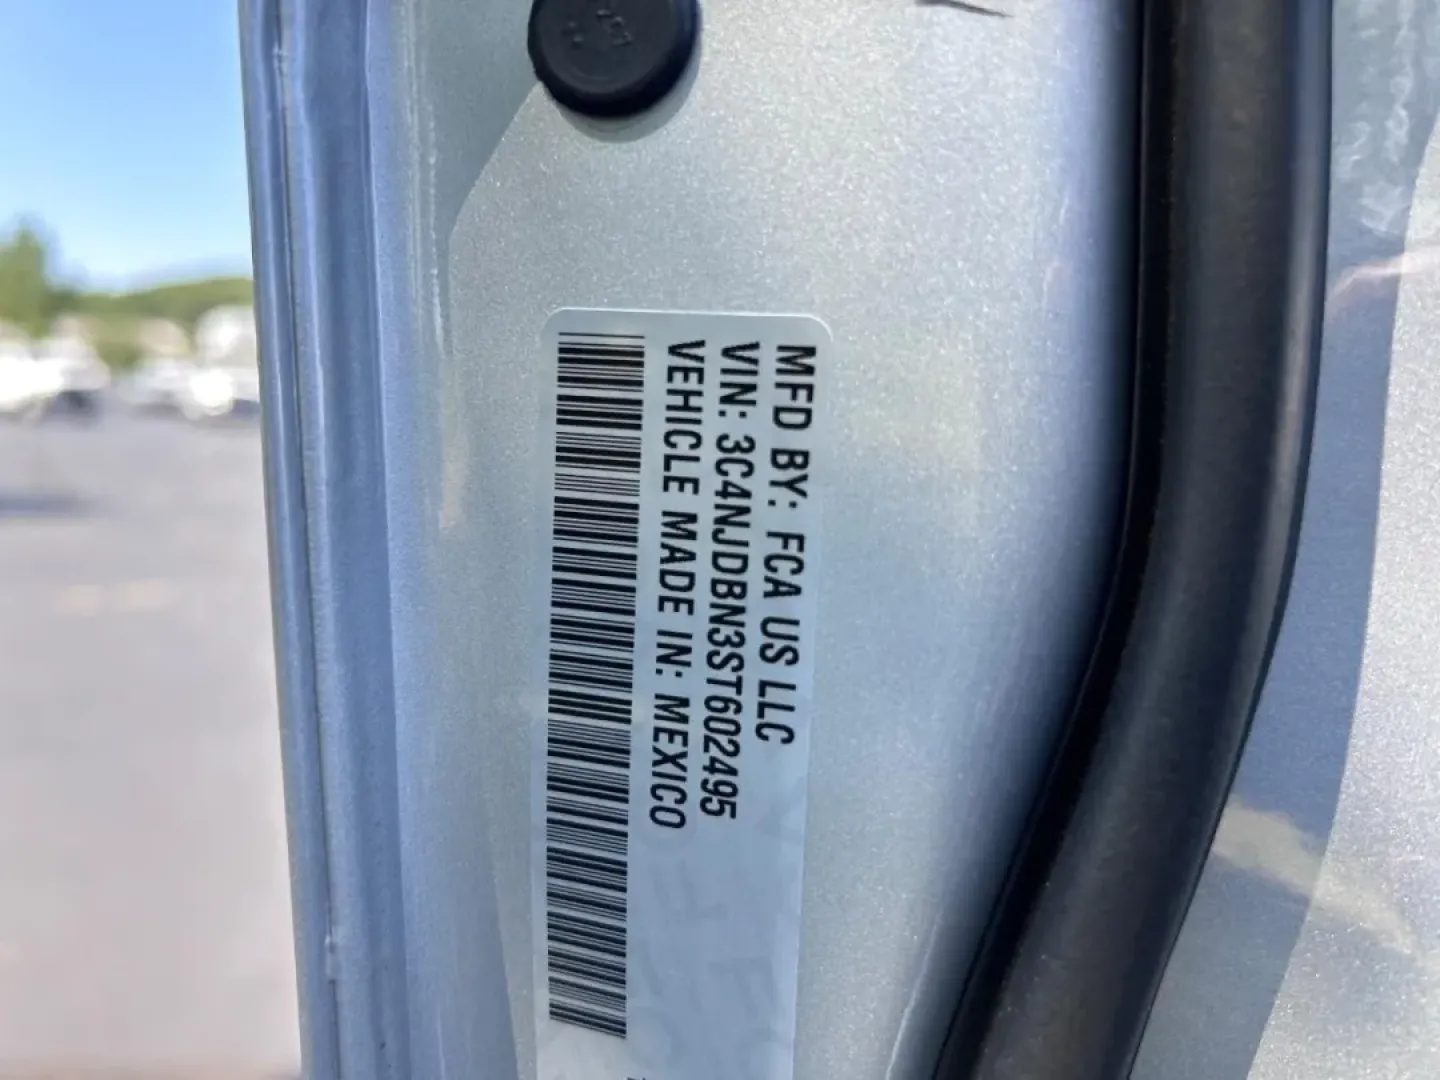 MFD BY: FCA US LLC
VIN: 3C4NJDBN3ST602495
VEHICLE MADE IN: MEXICO